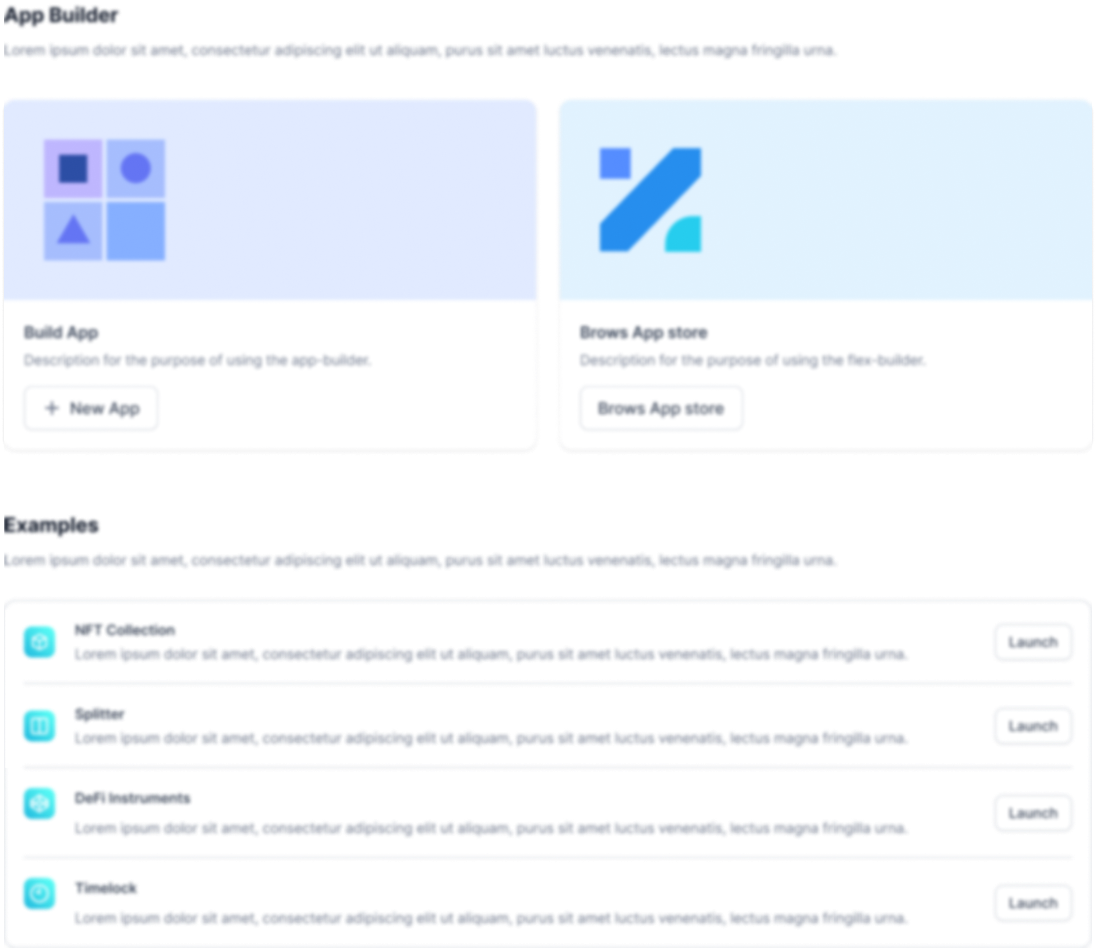 App Builder
Lorem ipsum dolor sit amet, consectetur adipiscing elit ut aliquam, purus sit amet luctus venenatis, lectus magna fringilla urna.
Build App
Description for the purpose of using the app-builder.
+ New App
Brows App store
Description for the purpose of using the flex-builder.
Brows App store
Examples
Lorem ipsum dolor sit amet, consectetur adipiscing elit ut aliquam, purus sit amet luctus venenatis, lectus magna fringilla urna.
NFT Collection
Lorem ipsum dolor sit amet, consectetur adipiscing elit ut aliquam, purus sit amet luctus venenatis, lectus magna fringilla urna.
Launch
Splitter
Lorem ipsum dolor sit amet, consectetur adipiscing elit ut aliquam, purus sit amet luctus venenatis, lectus magna fringilla urna.
Launch
DeFi Instruments
Lorem ipsum dolor sit amet, consectetur adipiscing elit ut aliquam, purus sit amet luctus venenatis, lectus magna fringilla urna.
Launch
Timelock
Lorem ipsum dolor sit amet, consectetur adipiscing elit ut aliquam, purus sit amet luctus venenatis, lectus magna fringilla urna.
Launch